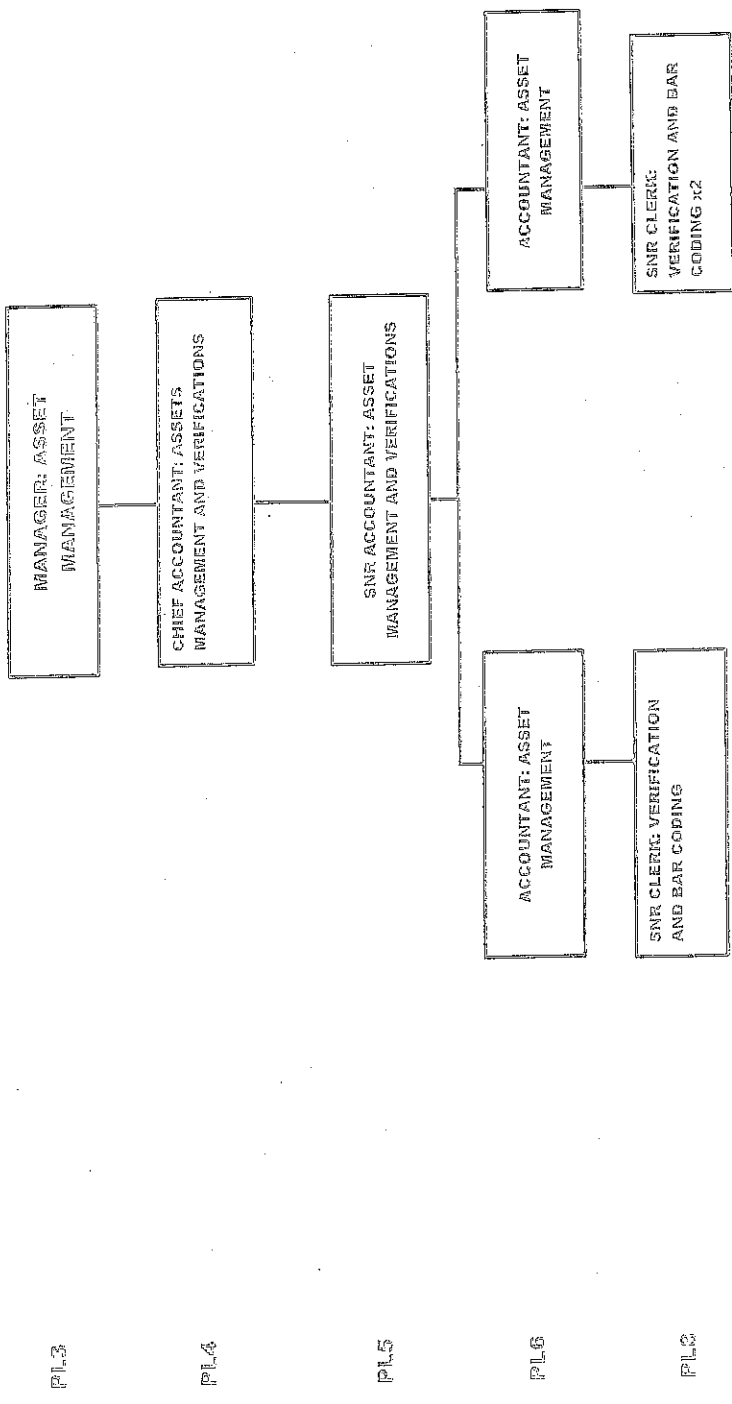 PL3
MANAGER: ASSET
MANAGEMENT
PL4
CHIEF ACCOUNTANT: ASSETS
MANAGEMENT AND VERIFICATIONS
PL5
SNR ACCOUNTANT: ASSET
MANAGEMENT AND VERIFICATIONS
PL6
ACCOUNTANT: ASSET
MANAGEMENT
ACCOUNTANT: ASSET
MANAGEMENT
PL9
SNR CLERK: VERIFICATION
AND BAR CODING
SNR CLERK:
VERIFICATION AND BAR
CODING x2